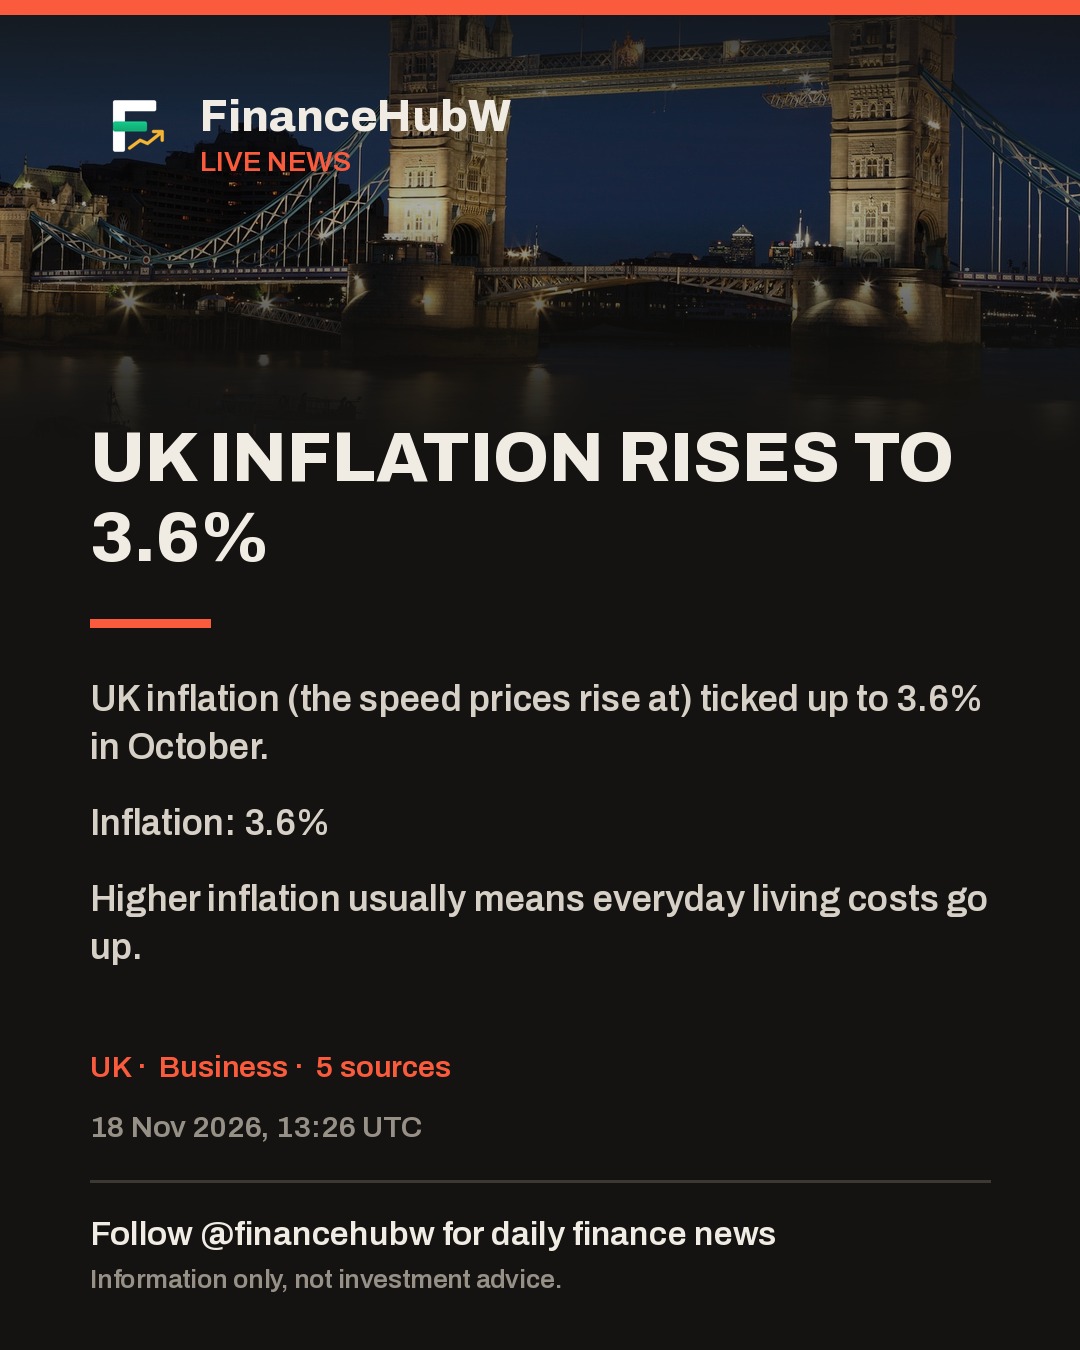 FinanceHubW
LIVE NEWS
UK INFLATION RISES TO
3.6%
UK inflation (the speed prices rise at) ticked up to 3.6%
in October.
Inflation: 3.6%
Higher inflation usually means everyday living costs go
up.
UK · Business · 5 sources
18 Nov 2026, 13:26 UTC
Follow @financehubw for daily finance news
Information only, not investment advice.